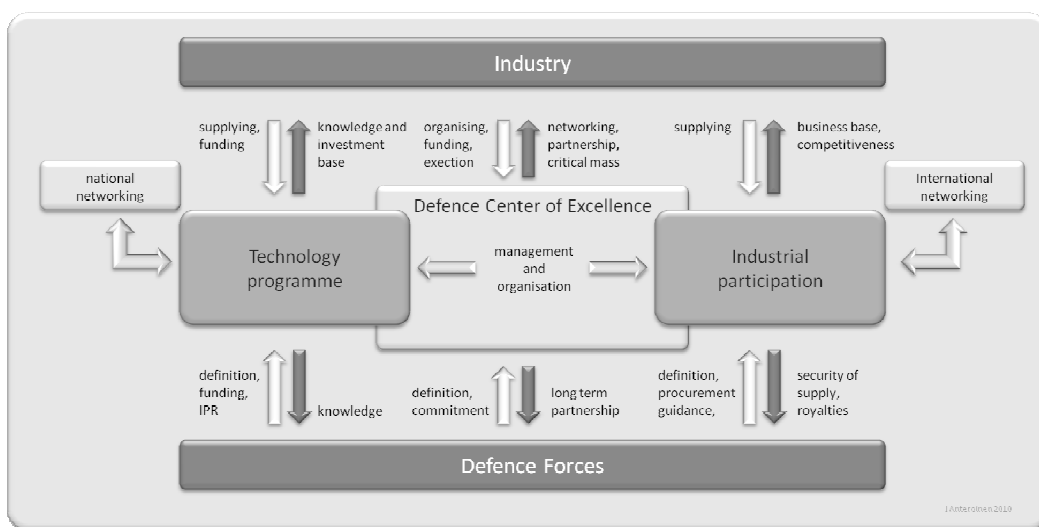 Industry
supplying,
funding
knowledge and
investment
base
organising,
funding,
exection
networking,
partnership,
critical mass
supplying
business base,
competitiveness
national
networking
International
networking
Defence Center of Excellence
Technology
programme
management
and
organisation
Industrial
participation
definition,
funding,
IPR
knowledge
definition,
commitment
long term
partnership
definition,
procurement
guidance,
security of
supply,
royalties
Defence Forces
J Anteroinen 2010